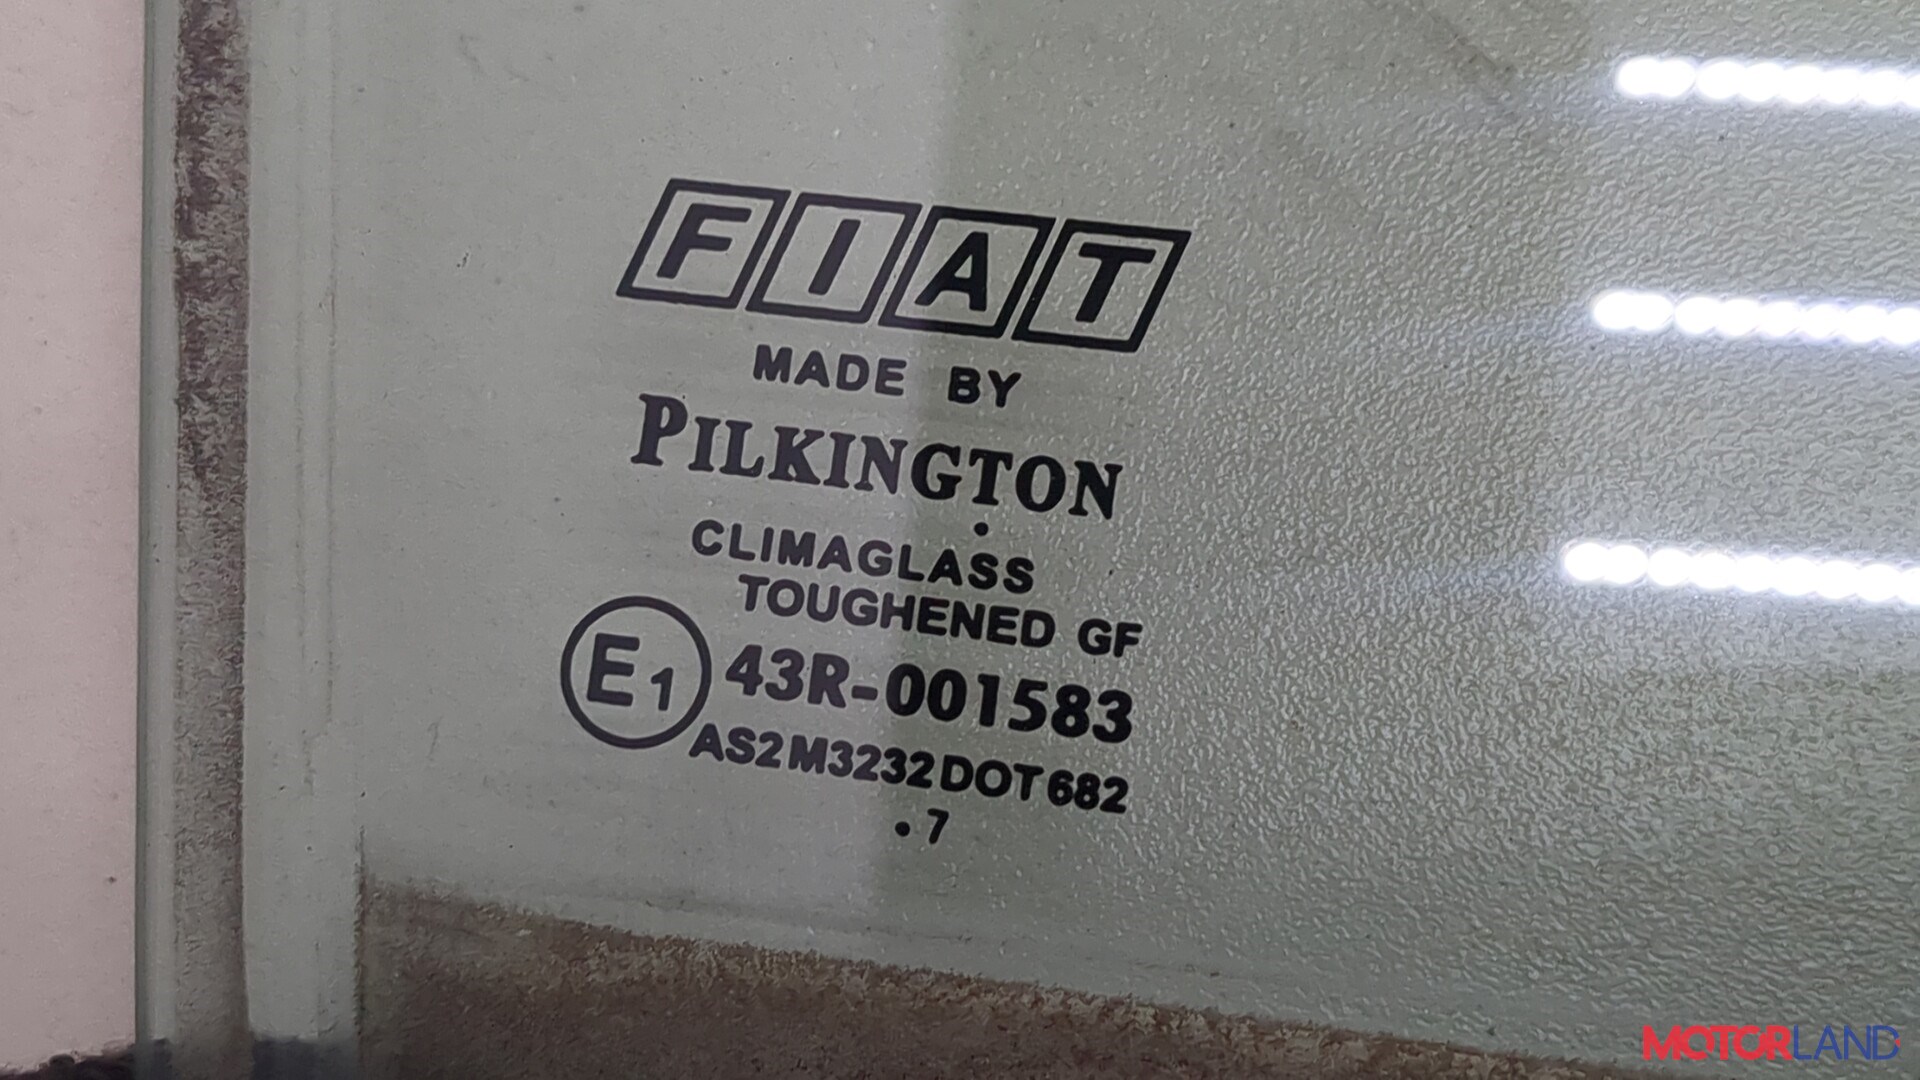 FIAT
MADE BY
PILKINGTON
CLIMAGLASS
TOUGHENED GF
E1 43R-001583
AS2 M3232 DOT 682
. 7
MOTORLAND